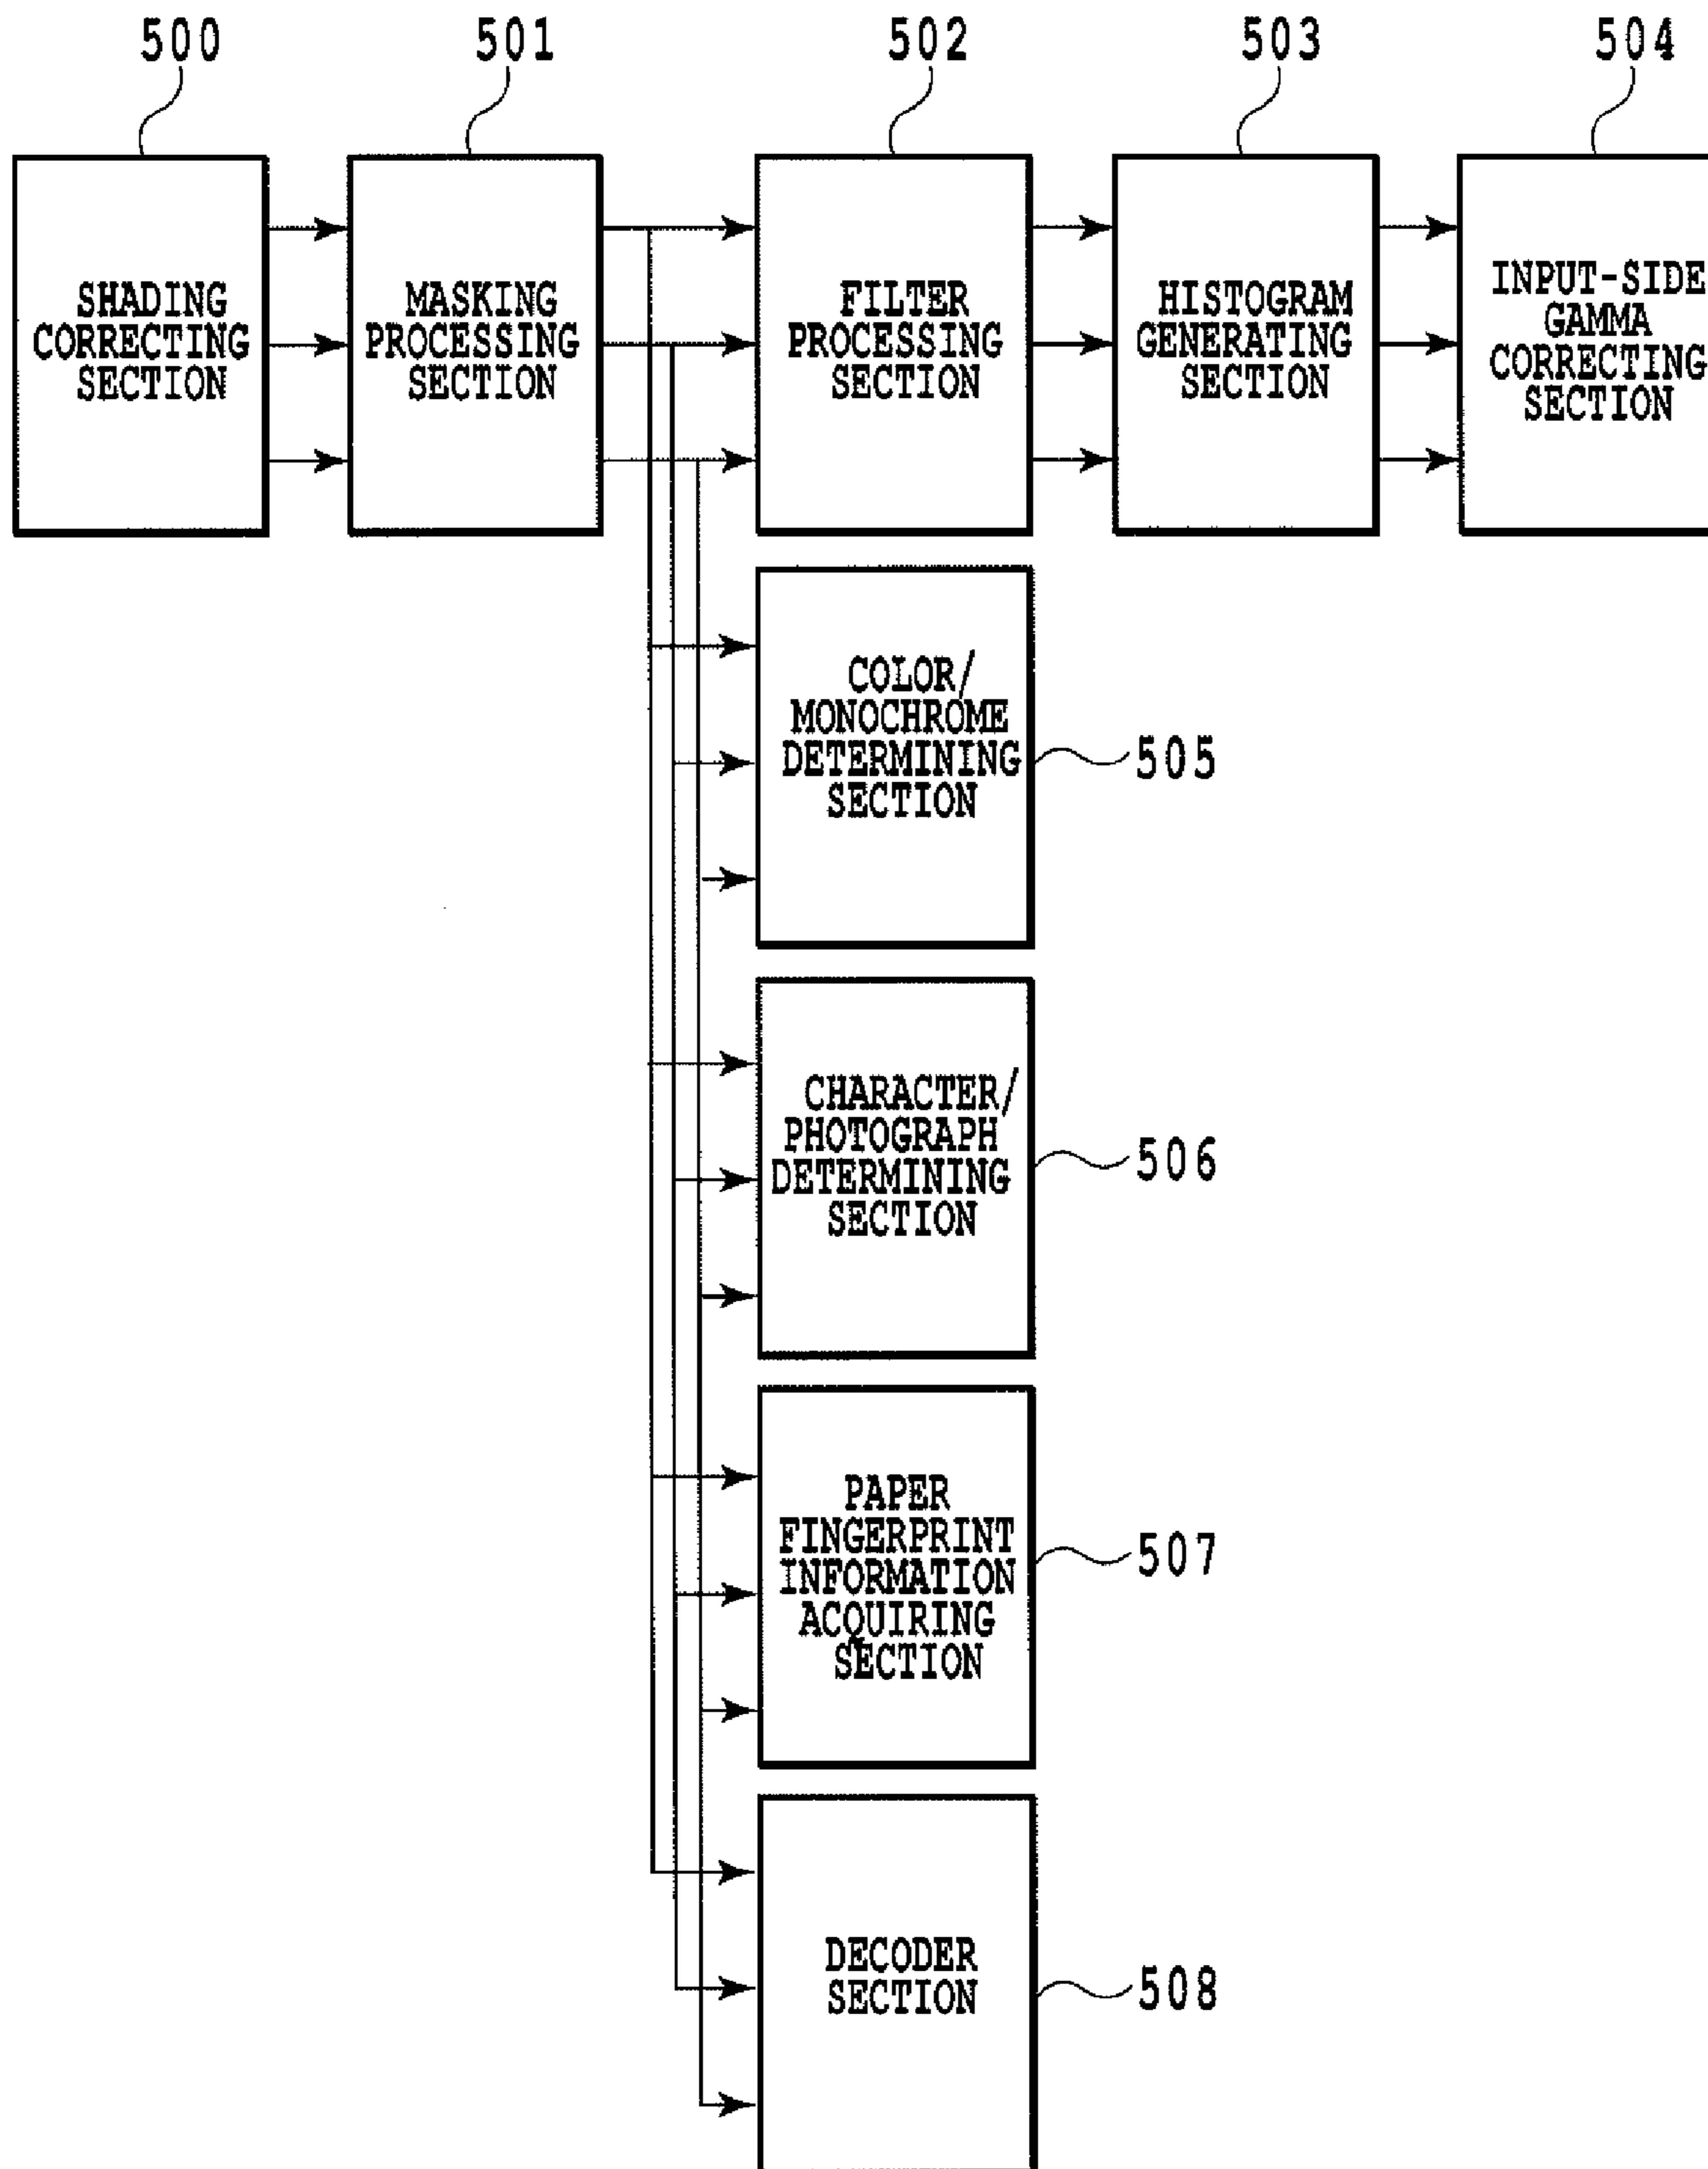 500
501
502
503
504
SHADING
CORRECTING
SECTION
MASKING
PROCESSING
SECTION
FILTER
PROCESSING
SECTION
HISTOGRAM
GENERATING
SECTION
INPUT-SIDE
GAMMA
CORRECTING
SECTION
COLOR/
MONOCHROME
DETERMINING
SECTION
505
CHARACTER/
PHOTOGRAPH
DETERMINING
SECTION
506
PAPER
FINGERPRINT
INFORMATION
ACQUIRING
SECTION
507
DECODER
SECTION
508